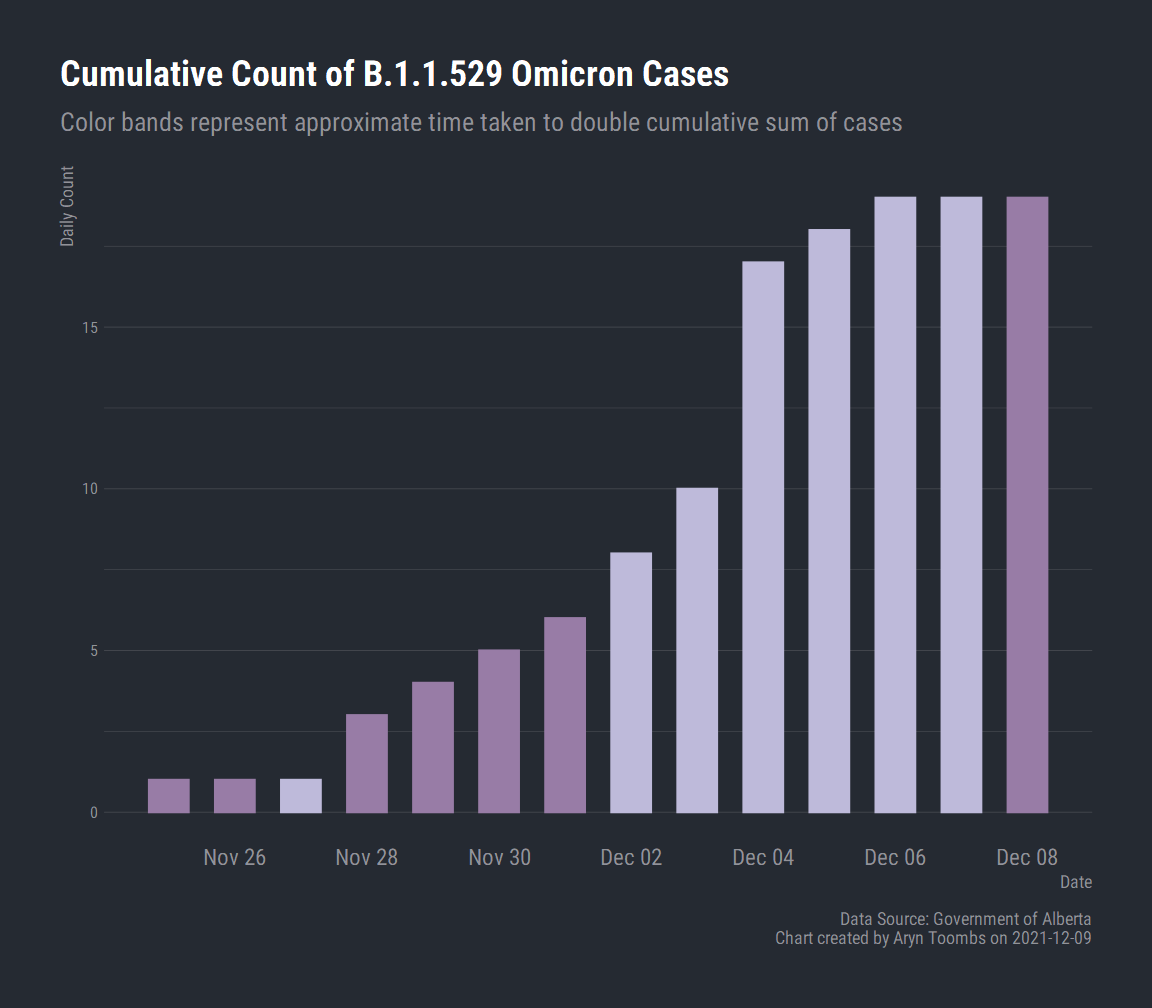 Cumulative Count of B.1.1.529 Omicron Cases
Color bands represent approximate time taken to double cumulative sum of cases
Daily Count
15
10
5
0
Nov 26
Nov 28
Nov 30
Dec 02
Dec 04
Dec 06
Dec 08
Date
Data Source: Government of Alberta
Chart created by Aryn Toombs on 2021-12-09